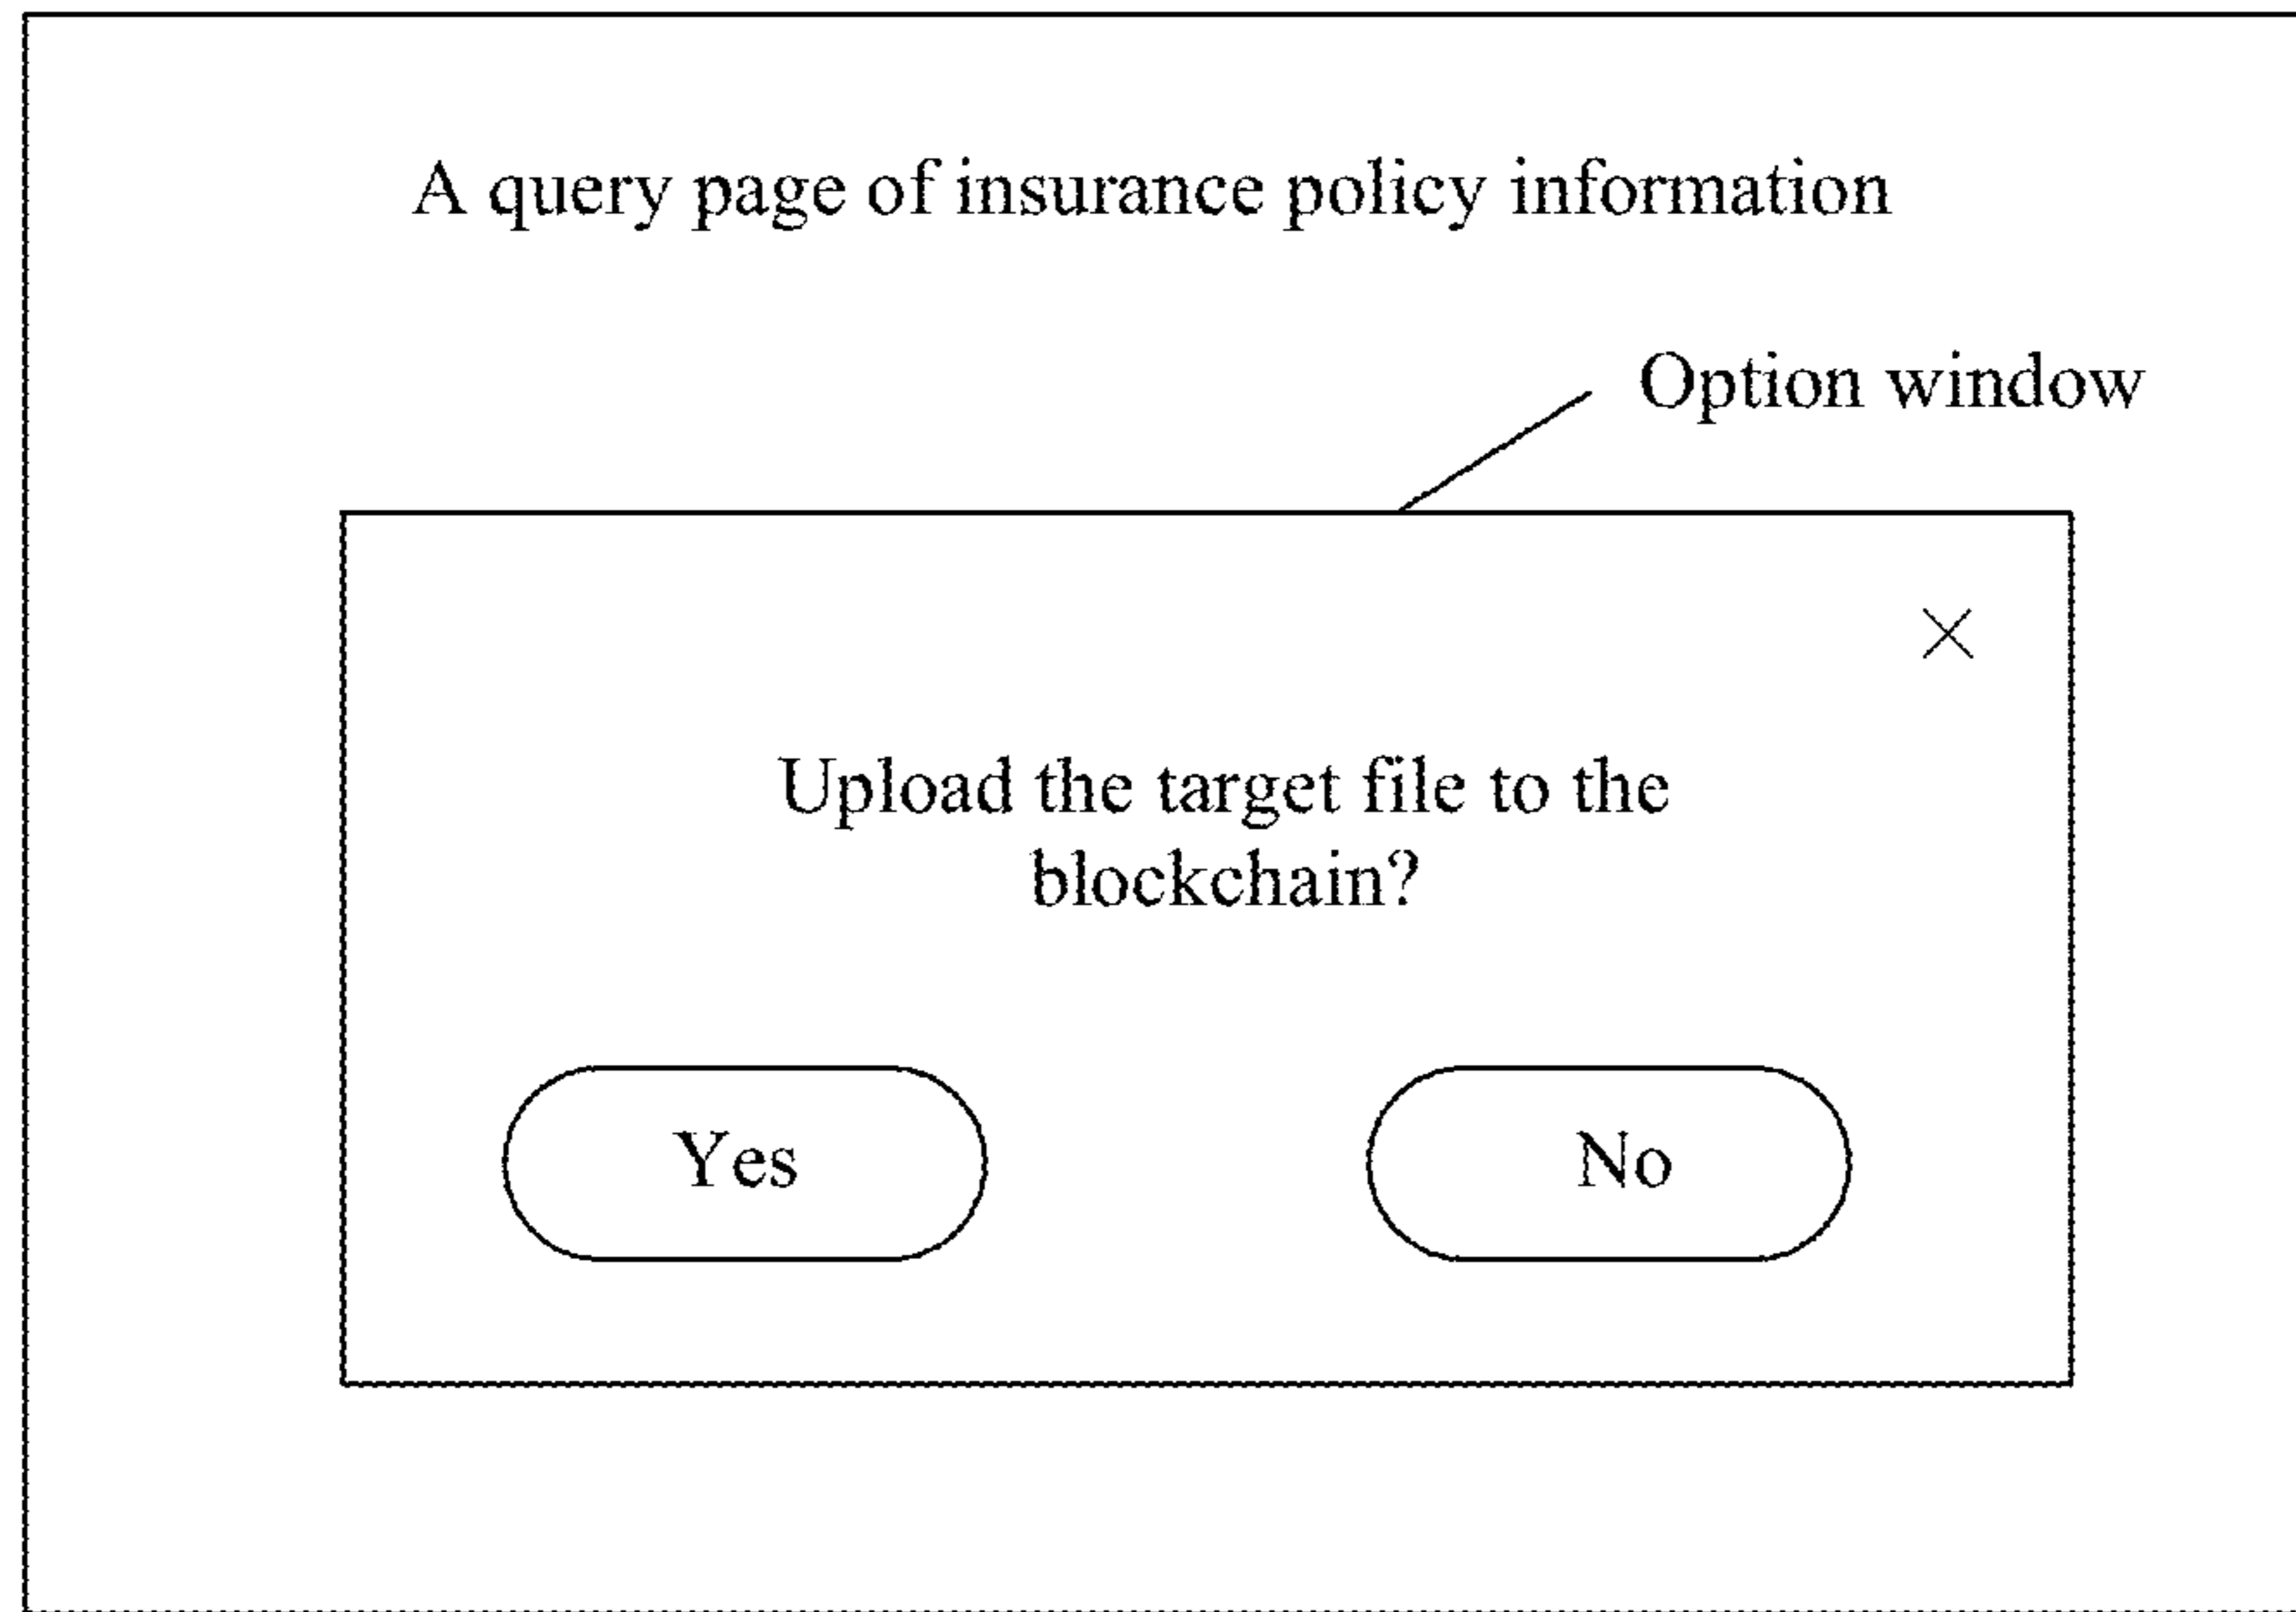 A query page of insurance policy information
Option window
Upload the target file to the
blockchain?
Yes
No